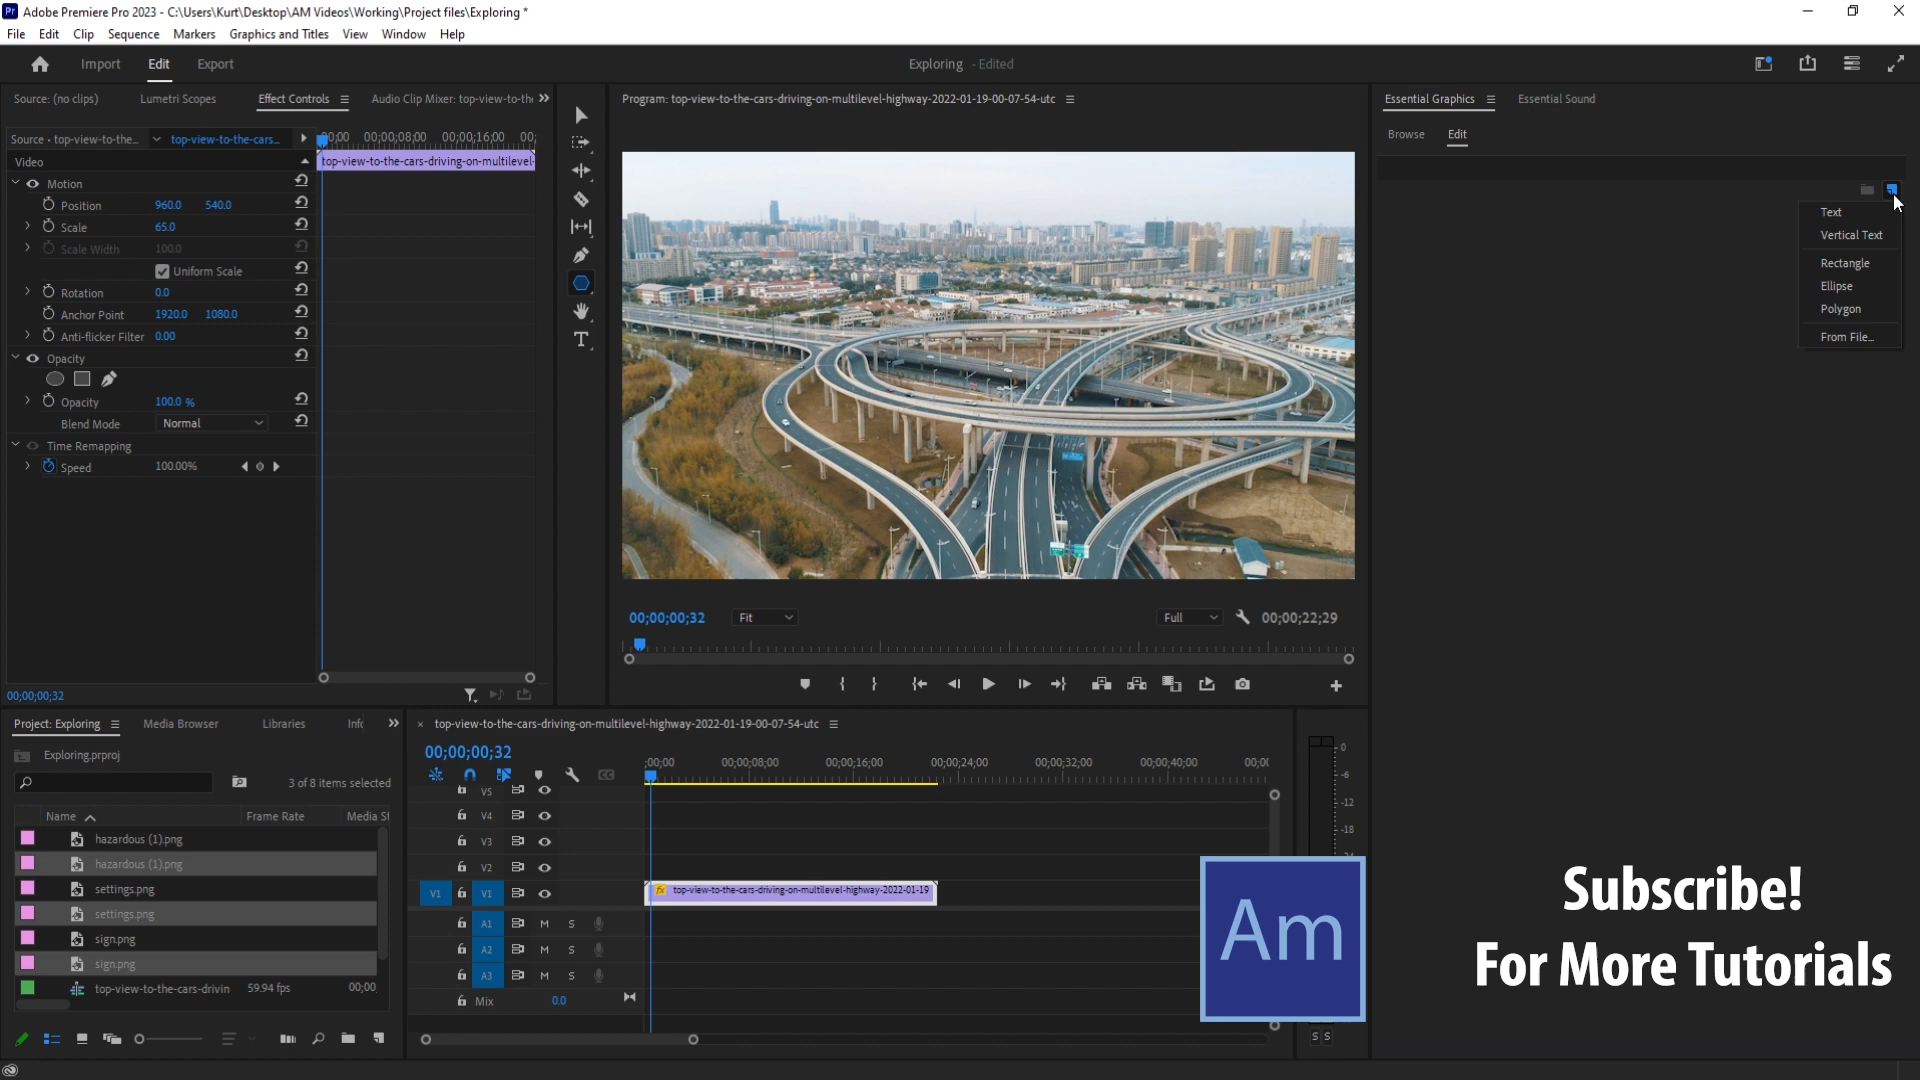 Adobe Premiere Pro 2023 - C:\Users\Kurt\Desktop\AM Videos\Working\Project files\Exploring *
File Edit Clip Sequence Markers Graphics and Titles View Window Help
Import Edit Export
Exploring - Edited
Source: (no clips) Lumetri Scopes Effect Controls Audio Clip Mixer: top-view-to-the
Source • top-view-to-the... top-view-to-the-cars...
00;00 00;00;08;00 00;00;16;00 00;
Video
top-view-to-the-cars-driving-on-multilevel-
Motion
Position 960.0 540.0
Scale 65.0
Scale Width 100.0
Uniform Scale
Rotation 0.0
Anchor Point 1920.0 1080.0
Anti-flicker Filter 0.00
Opacity
Opacity 100.0 %
Blend Mode Normal
Time Remapping
Speed 100.00%
00;00;00;32
Program: top-view-to-the-cars-driving-on-multilevel-highway-2022-01-19-00-07-54-utc
00;00;00;32 Fit Full 00;00;22;29
Essential Graphics Essential Sound
Browse Edit
Text
Vertical Text
Rectangle
Ellipse
Polygon
From File...
Project: Exploring Media Browser Libraries Info
Exploring.prproj
3 of 8 items selected
Name Frame Rate Media St
hazardous (1).png
hazardous (1).png
settings.png
settings.png
sign.png
sign.png
top-view-to-the-cars-drivin 59.94 fps 00;00
top-view-to-the-cars-driving-on-multilevel-highway-2022-01-19-00-07-54-utc
00;00;00;32
;00;00 00;00;08;00 00;00;16;00 00;00;24;00 00;00;32;00 00;00;40;00 00;0
V5
V4
V3
V2
V1 V1 fx top-view-to-the-cars-driving-on-multilevel-highway-2022-01-19
A1 M S
A2 M S
A3 M S
Mix 0.0
0
-6
-12
-18
S S
Am
Subscribe!
For More Tutorials